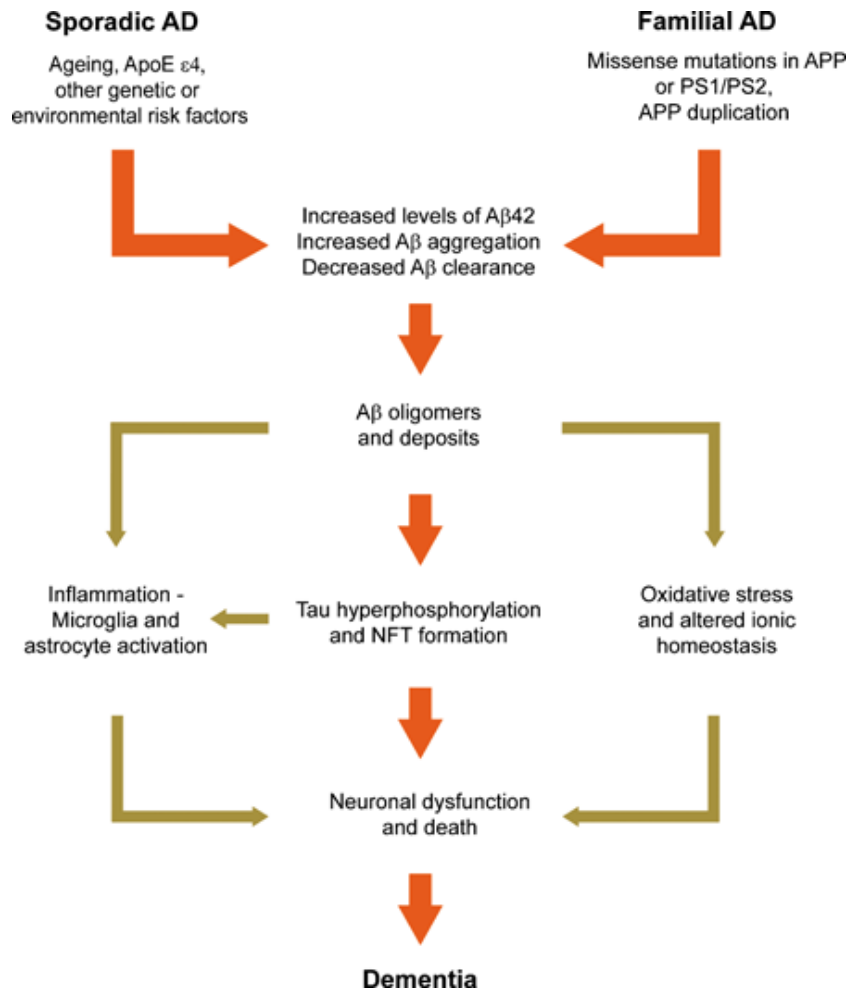 Sporadic AD
Ageing, ApoE ε4,
other genetic or
environmental risk factors
Familial AD
Missense mutations in APP
or PS1/PS2,
APP duplication
Increased levels of Aβ42
Increased Aβ aggregation
Decreased Aβ clearance
Aβ oligomers
and deposits
Inflammation -
Microglia and
astrocyte activation
Tau hyperphosphorylation
and NFT formation
Oxidative stress
and altered ionic
homeostasis
Neuronal dysfunction
and death
Dementia